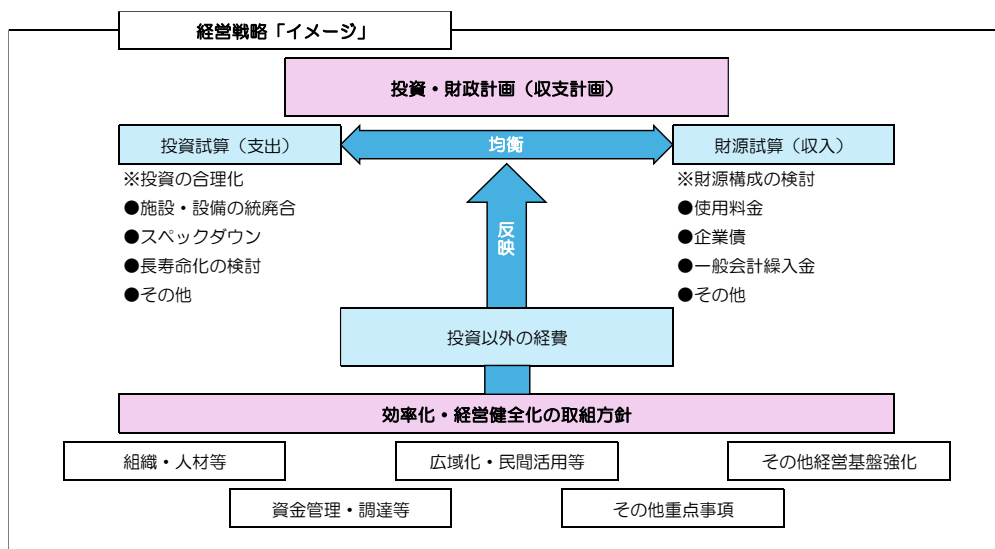 経営戦略「イメージ」
投資・財政計画(収支計画)
投資試算(支出)
均衡
財源試算(収入)
※投資の合理化
●施設・設備の統廃合
●スペックダウン
●長寿命化の検討
●その他
※財源構成の検討
●使用料金
●企業債
●一般会計繰入金
●その他
反映
投資以外の経費
効率化・経営健全化の取組方針
組織・人材等
広域化・民間活用等
その他経営基盤強化
資金管理・調達等
その他重点事項